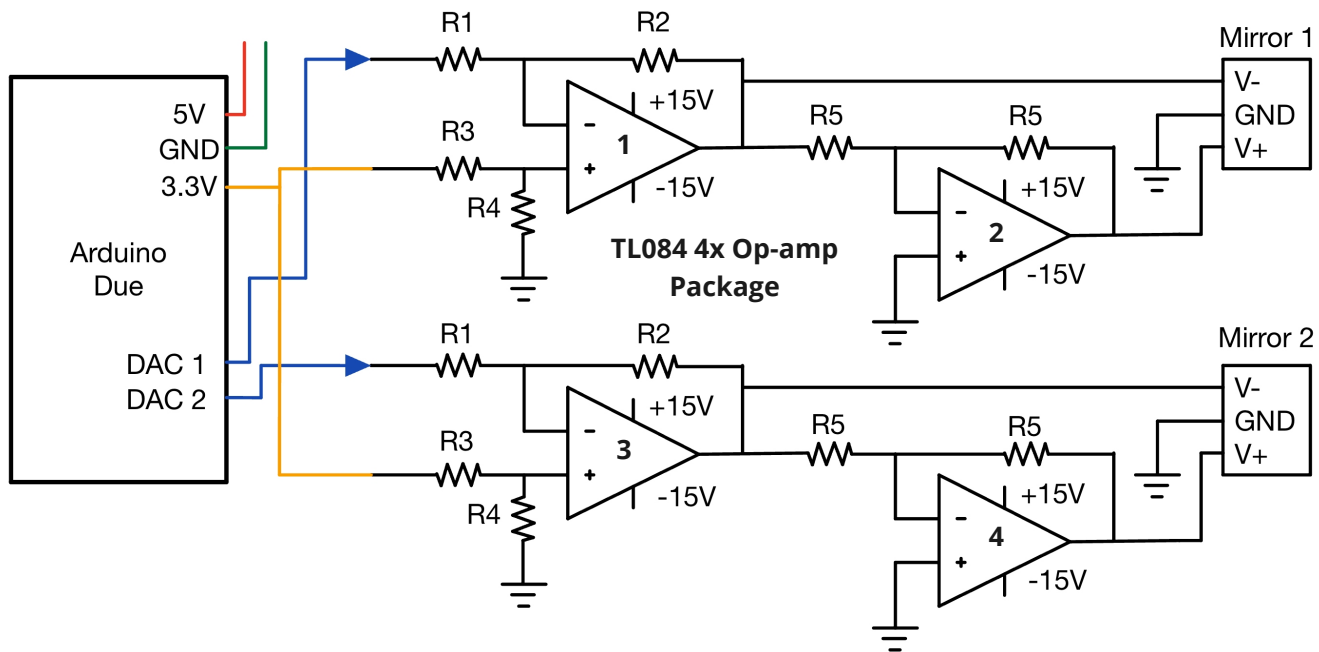 R1
R2
Mirror 1
V-
+15V
5V
R5
R5
GND
R3
-
1
GND
V+
3.3V
+
-15V
+15V
R4
-
2
Arduino
Due
TL084 4x Op-amp
Package
+
-15V
R1
R2
Mirror 2
DAC 1
V-
DAC 2
+15V
R5
R5
GND
R3
-
3
V+
+
-15V
+15V
R4
-
4
+
-15V